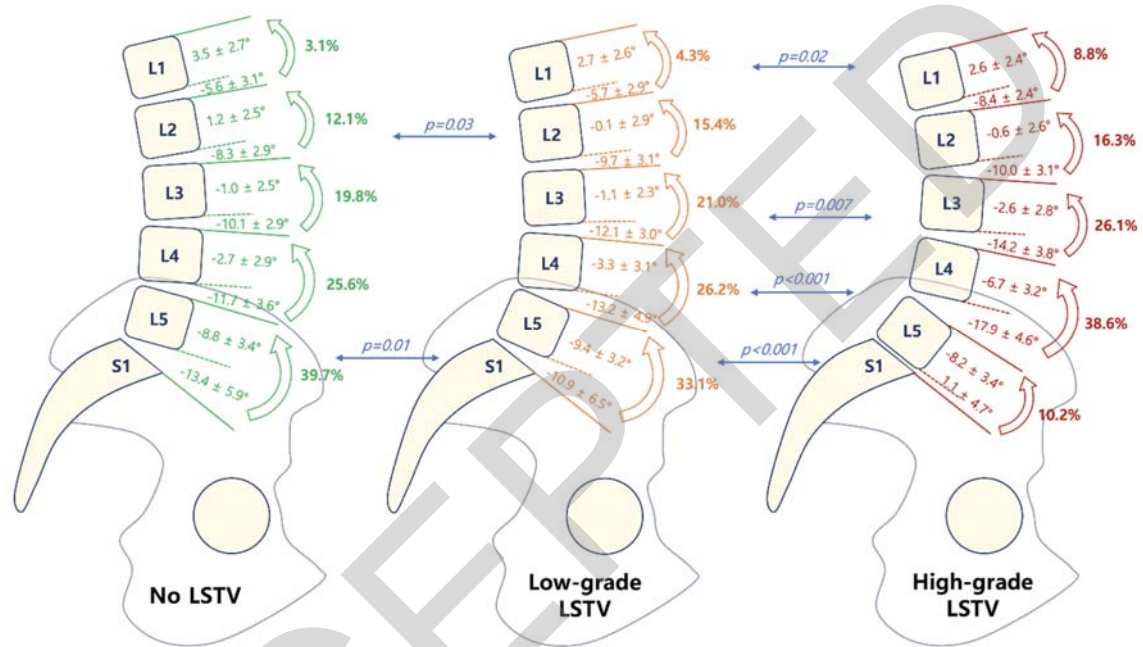 L1
3.5 ± 2.7°
3.1%
-5.6 ± 3.1°
L2
1.2 ± 2.5°
12.1%
-8.3 ± 2.9°
L3
-1.0 ± 2.5°
19.8%
-10.1 ± 2.9°
L4
-2.7 ± 2.9°
25.6%
-11.7 ± 3.6°
L5
-8.8 ± 3.4°
39.7%
-13.4 ± 5.9°
S1
No LSTV
p=0.03
p=0.01
L1
2.7 ± 2.6°
4.3%
-5.7 ± 2.9°
L2
-0.1 ± 2.9°
15.4%
-9.7 ± 3.1°
L3
-1.1 ± 2.3°
21.0%
-12.1 ± 3.0°
L4
-3.3 ± 3.1°
26.2%
-13.2 ± 4.9°
L5
-9.4 ± 3.2°
33.1%
-10.9 ± 6.5°
S1
Low-grade
LSTV
p=0.02
p=0.007
p<0.001
p<0.001
L1
2.6 ± 2.4°
8.8%
-8.4 ± 2.4°
L2
-0.6 ± 2.6°
16.3%
-10.0 ± 3.1°
L3
-2.6 ± 2.8°
26.1%
-14.2 ± 3.8°
L4
-6.7 ± 3.2°
38.6%
-17.9 ± 4.6°
L5
-8.2 ± 3.4°
10.2%
1.1 ± 4.7°
S1
High-grade
LSTV
EPTED